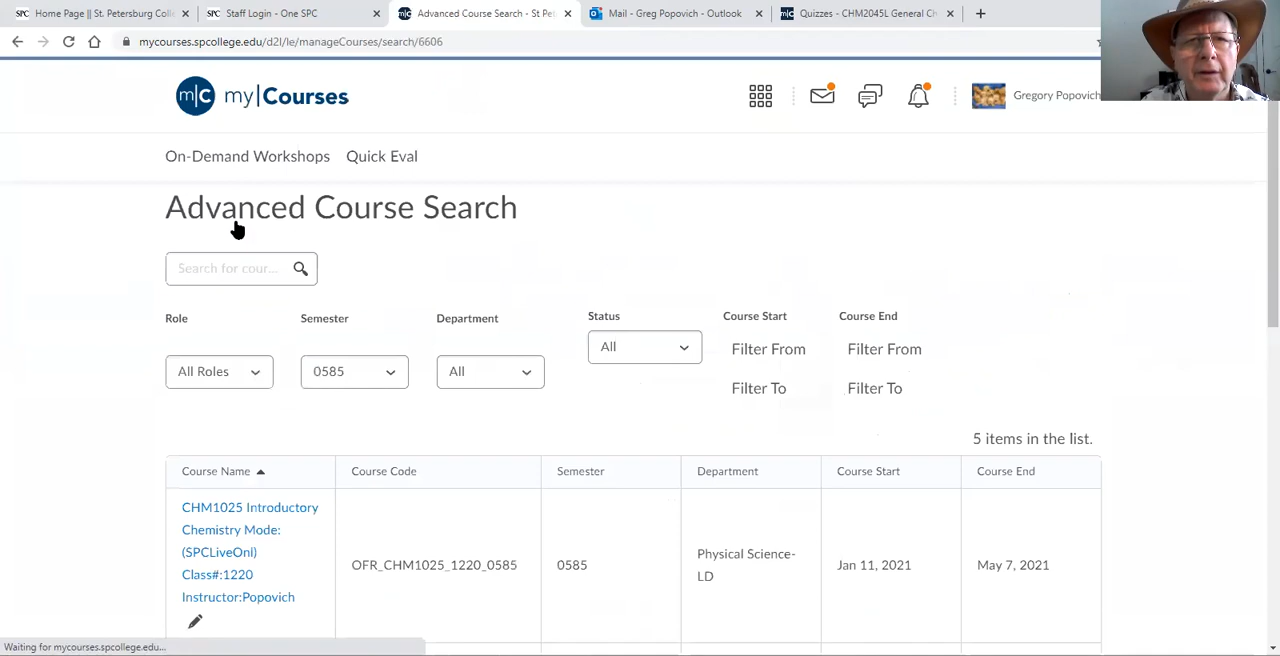 Home Page || St. Petersburg Colle
Staff Login - One SPC
Advanced Course Search - St Pet
Mail - Greg Popovich - Outlook
Quizzes - CHM2045L General Ch
mycourses.spcollege.edu/d2l/le/manageCourses/search/6606
m|C my|Courses
Gregory Popovich
On-Demand Workshops Quick Eval
Advanced Course Search
Search for cour...
Role
Semester
Department
Status
Course Start
Course End
All Roles
0585
All
All
Filter From
Filter From
Filter To
Filter To
5 items in the list.
Course Name
Course Code
Semester
Department
Course Start
Course End
CHM1025 Introductory
Chemistry Mode:
(SPCLiveOnl)
Class#:1220
Instructor:Popovich
OFR_CHM1025_1220_0585
0585
Physical Science-
LD
Jan 11, 2021
May 7, 2021
Waiting for mycourses.spcollege.edu...